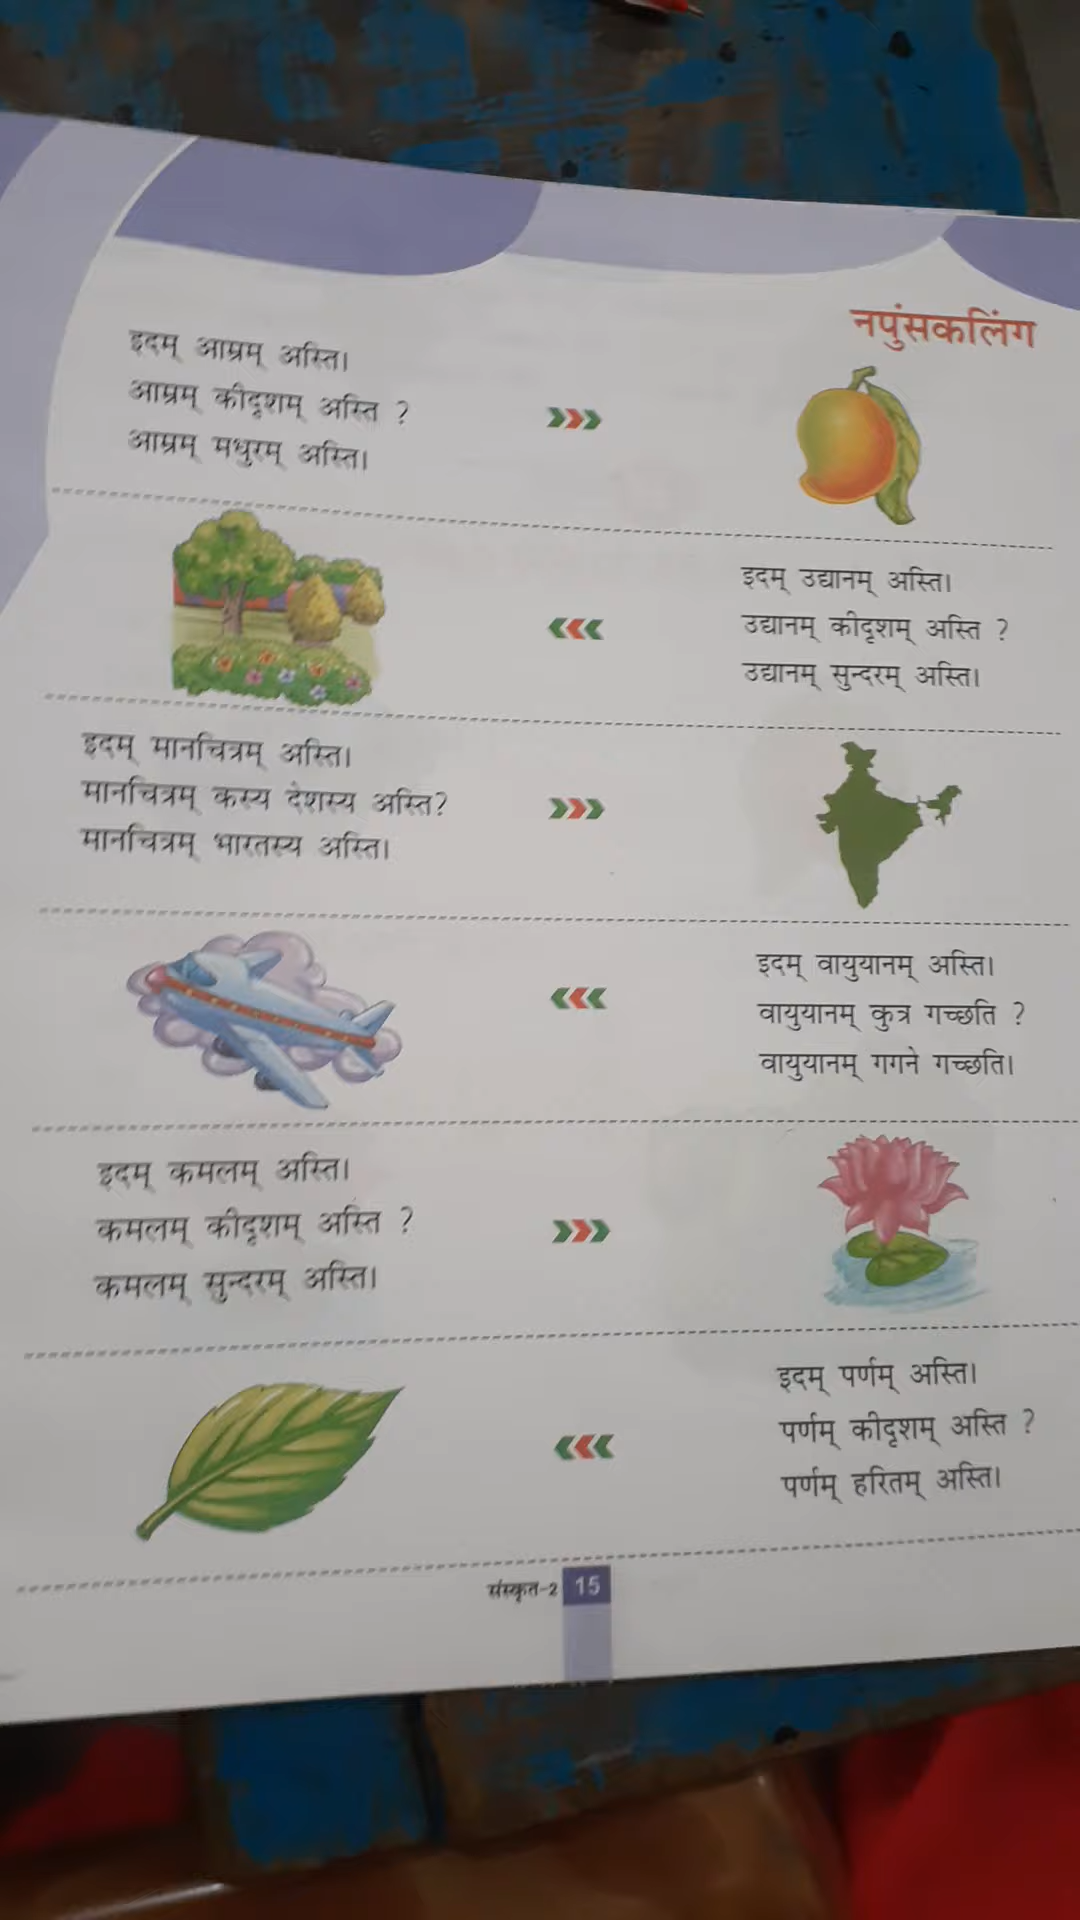 नपुंसकलिंग
इदम् आम्रम् अस्ति।
आम्रम् कीदृशम् अस्ति ?
आम्रम् मधुरम् अस्ति।
इदम् उद्यानम् अस्ति।
उद्यानम् कीदृशम् अस्ति ?
उद्यानम् सुन्दरम् अस्ति।
इदम् मानचित्रम् अस्ति।
मानचित्रम् कस्य देशस्य अस्ति?
मानचित्रम् भारतस्य अस्ति।
इदम् वायुयानम् अस्ति।
वायुयानम् कुत्र गच्छति ?
वायुयानम् गगने गच्छति।
इदम् कमलम् अस्ति।
कमलम् कीदृशम् अस्ति ?
कमलम् सुन्दरम् अस्ति।
इदम् पर्णम् अस्ति।
पर्णम् कीदृशम् अस्ति ?
पर्णम् हरितम् अस्ति।
संस्कृत-2 15